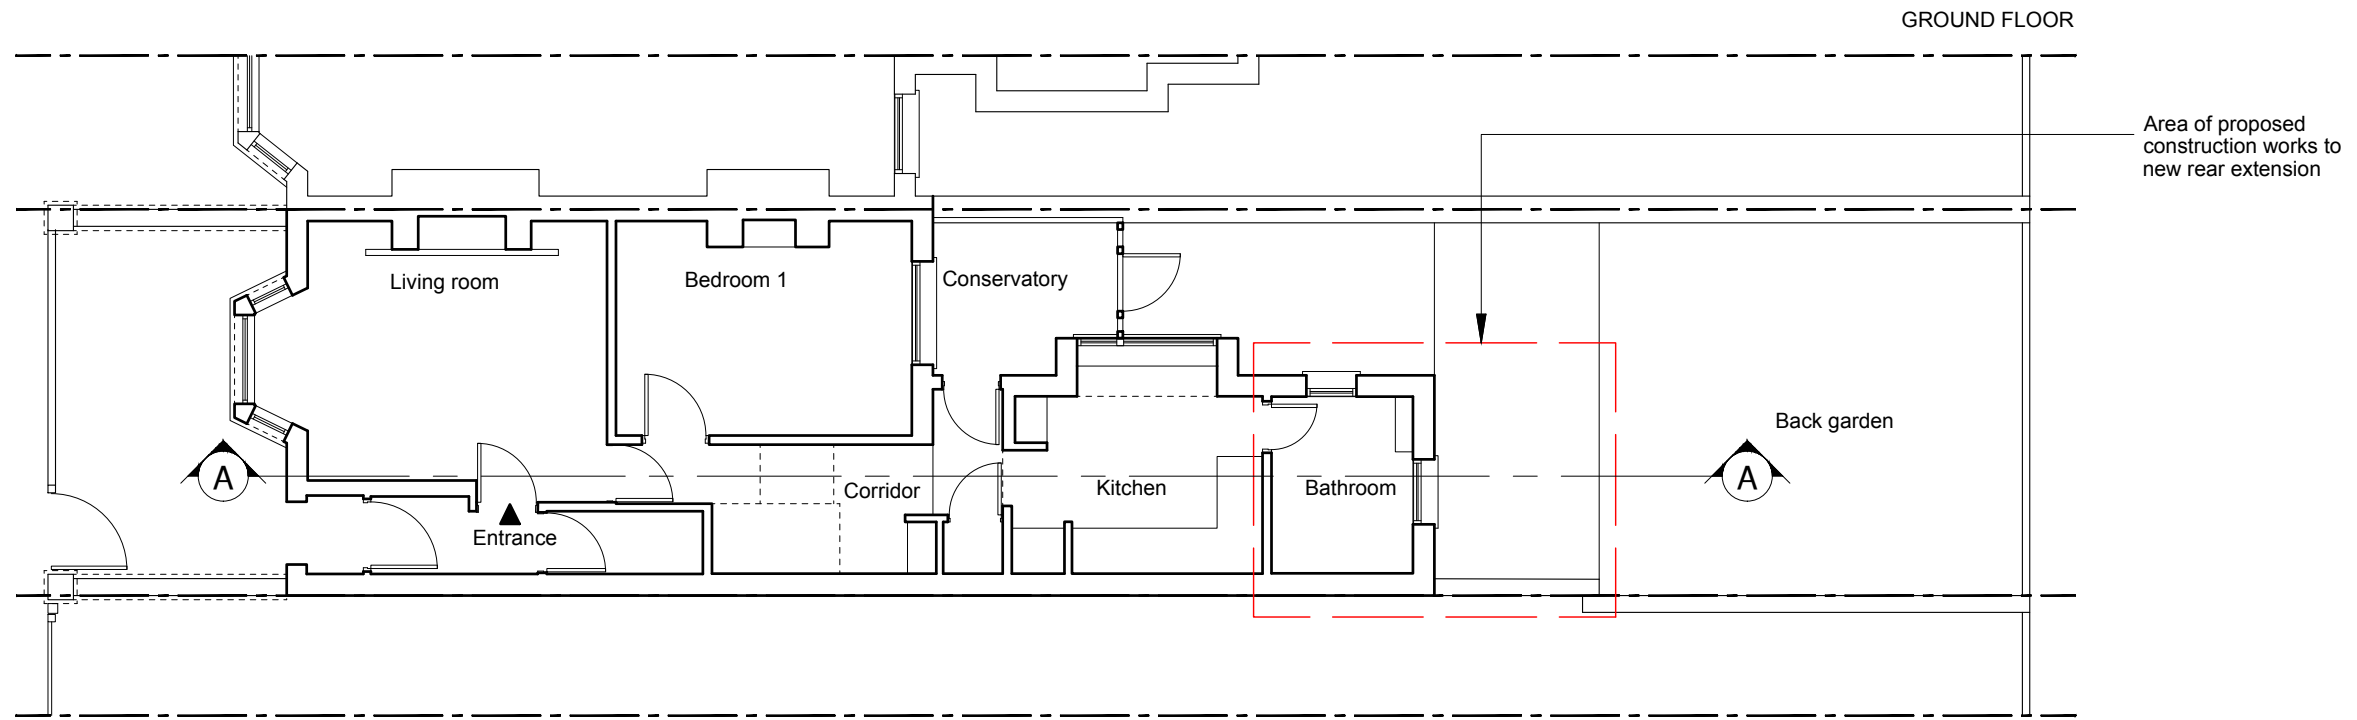 GROUND FLOOR
Area of proposed
construction works to
new rear extension
Living room
Bedroom 1
Conservatory
Back garden
A
Corridor
Kitchen
Bathroom
A
Entrance